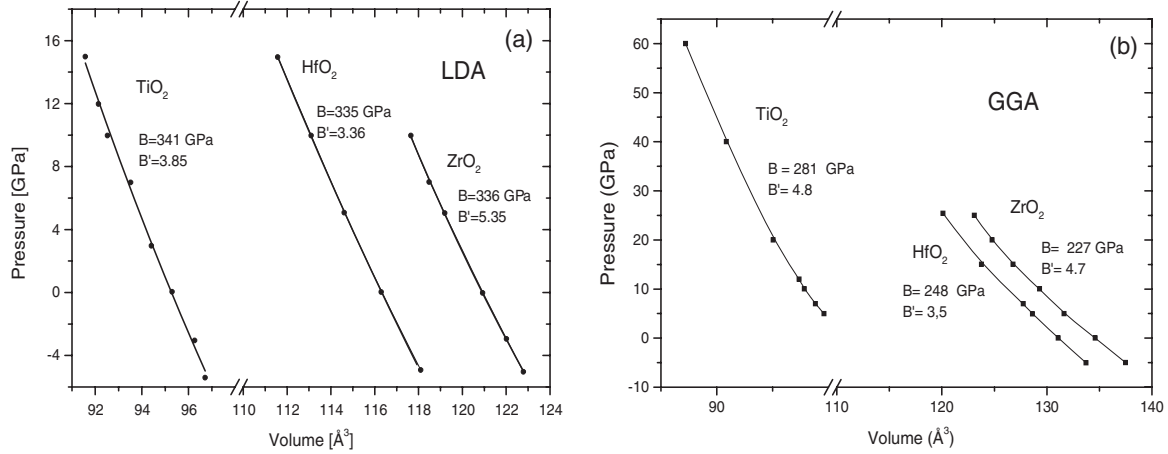 (a)
LDA
TiO₂
B=341 GPa
B'=3.85
HfO₂
B=335 GPa
B'=3.36
ZrO₂
B=336 GPa
B'=5.35
16
12
8
4
0
-4
92 94 96 110 112 114 116 118 120 122 124
Pressure [GPa]
Volume [Å³]
(b)
GGA
TiO₂
B = 281 GPa
B'= 4.8
ZrO₂
B= 227 GPa
B'= 4.7
HfO₂
B= 248 GPa
B'= 3,5
60
50
40
30
20
10
0
-10
90 110 120 130 140
Pressure (GPa)
Volume (Å³)